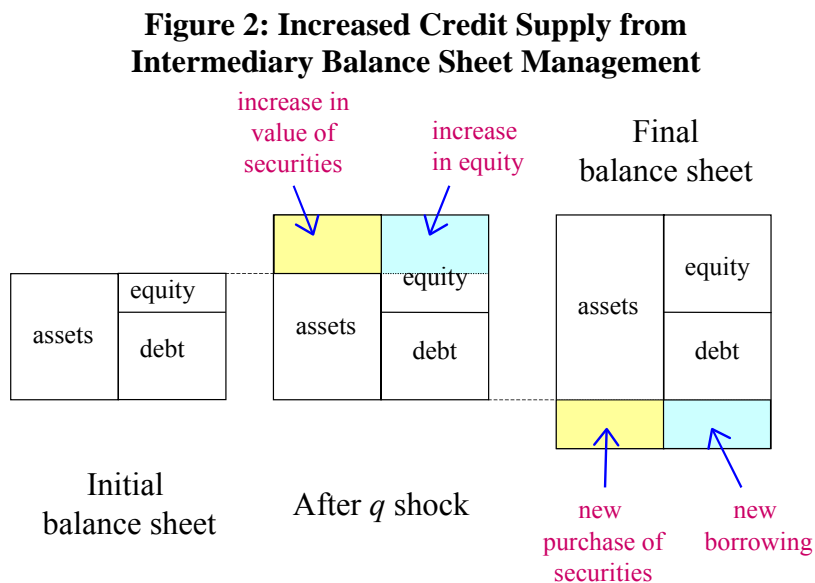 Figure 2: Increased Credit Supply from
Intermediary Balance Sheet Management
increase in
value of
securities
increase
in equity
Final
balance sheet
equity
assets
debt
equity
assets
debt
equity
assets
debt
Initial
balance sheet
After q shock
new
purchase of
securities
new
borrowing